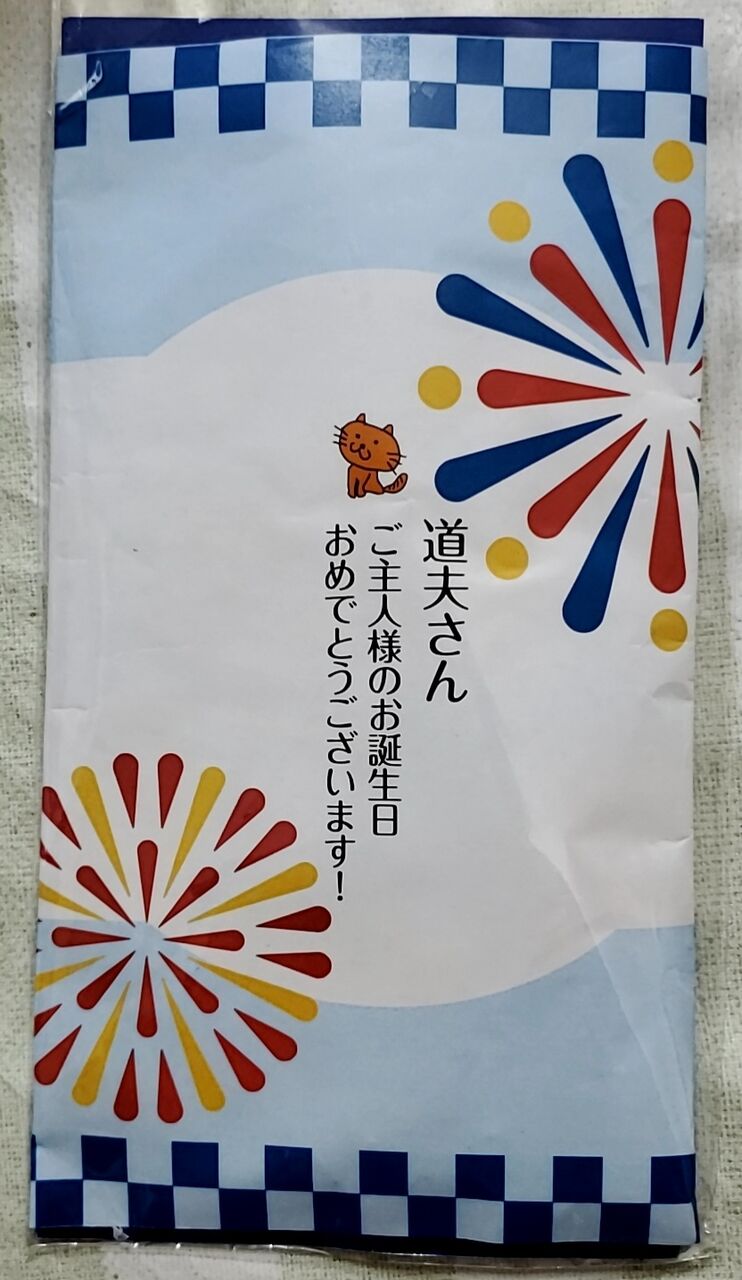 道夫さん
ご主人様のお誕生日
おめでとうございます！